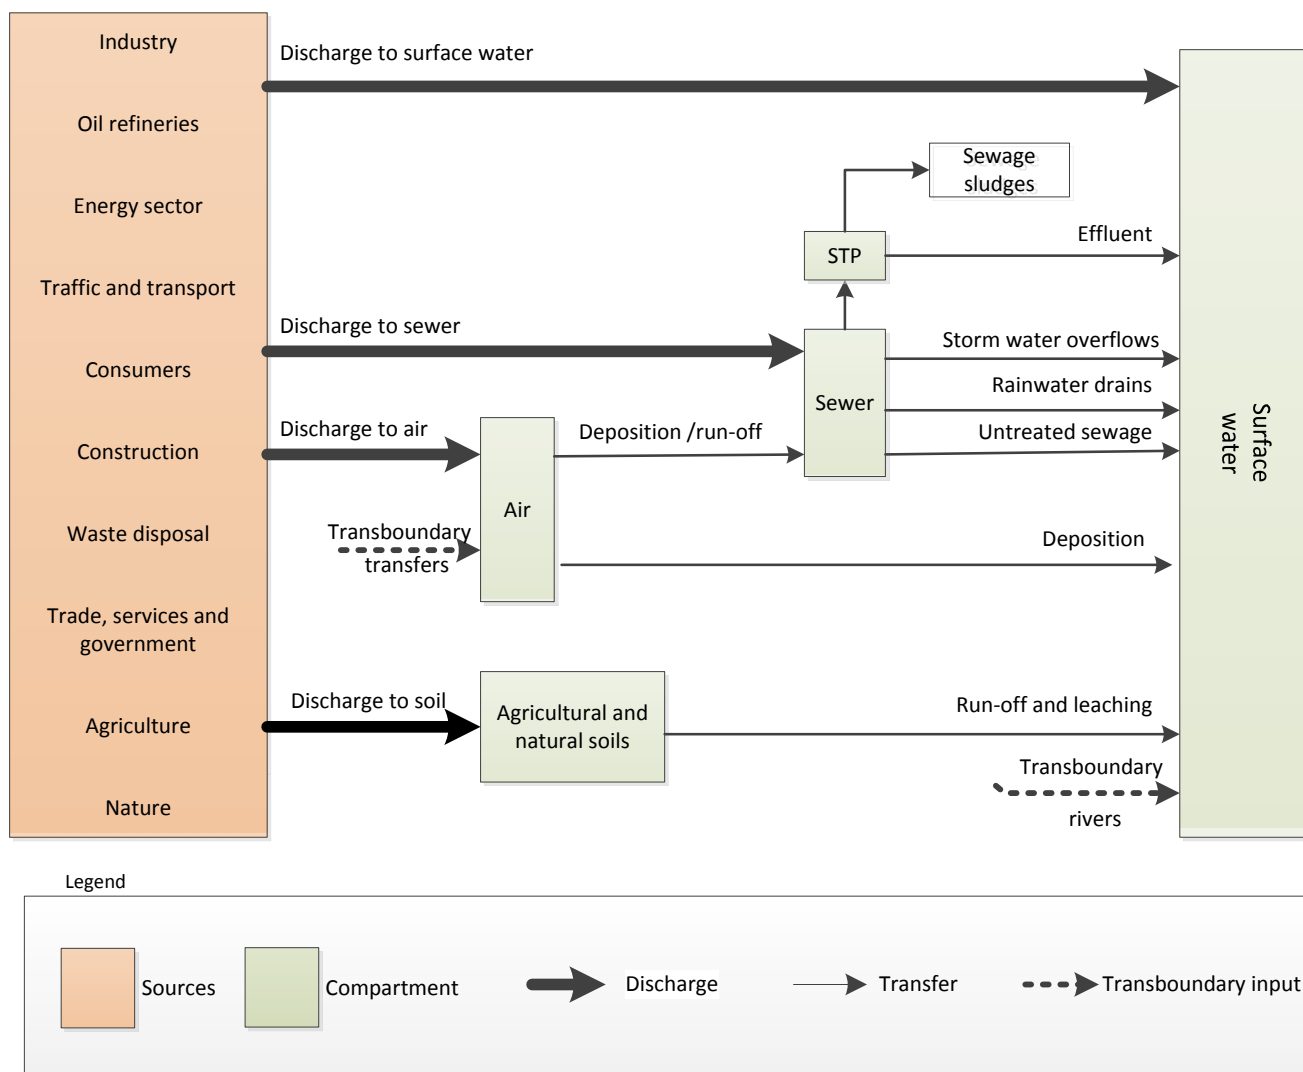 Industry
Oil refineries
Energy sector
Traffic and transport
Consumers
Construction
Waste disposal
Trade, services and
government
Agriculture
Nature
Discharge to surface water
Sewage
sludges
STP
Effluent
Discharge to sewer
Sewer
Storm water overflows
Rainwater drains
Untreated sewage
Discharge to air
Deposition /run-off
Air
Transboundary
transfers
Deposition
Discharge to soil
Agricultural and
natural soils
Run-off and leaching
Transboundary
rivers
Surface
water
Legend
Sources
Compartment
Discharge
Transfer
Transboundary input